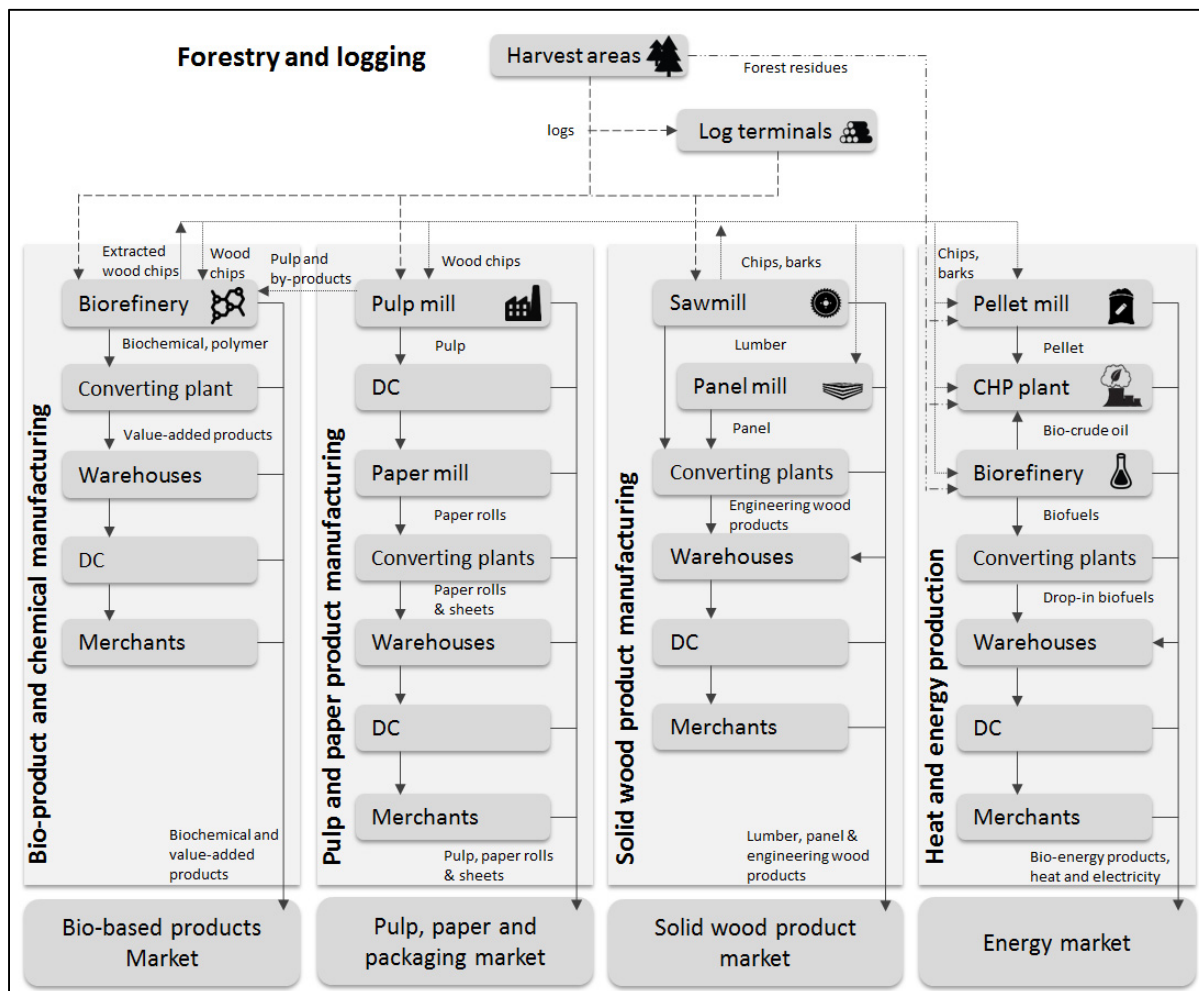 Forestry and logging
Harvest areas
Forest residues
logs
Log terminals
Bio-product and chemical manufacturing
Extracted
wood chips
Wood
chips
Pulp and
by-products
Biorefinery
Biochemical, polymer
Converting plant
Value-added products
Warehouses
DC
Merchants
Biochemical and
value-added
products
Bio-based products
Market
Pulp and paper product manufacturing
Wood chips
Pulp mill
Pulp
DC
Paper mill
Paper rolls
Converting plants
Paper rolls
& sheets
Warehouses
DC
Merchants
Pulp, paper rolls
& sheets
Pulp, paper and
packaging market
Solid wood product manufacturing
Chips, barks
Sawmill
Lumber
Panel mill
Panel
Converting plants
Engineering wood
products
Warehouses
DC
Merchants
Lumber, panel &
engineering wood
products
Solid wood product
market
Heat and energy production
Chips,
barks
Pellet mill
Pellet
CHP plant
Bio-crude oil
Biorefinery
Biofuels
Converting plants
Drop-in biofuels
Warehouses
DC
Merchants
Bio-energy products,
heat and electricity
Energy market